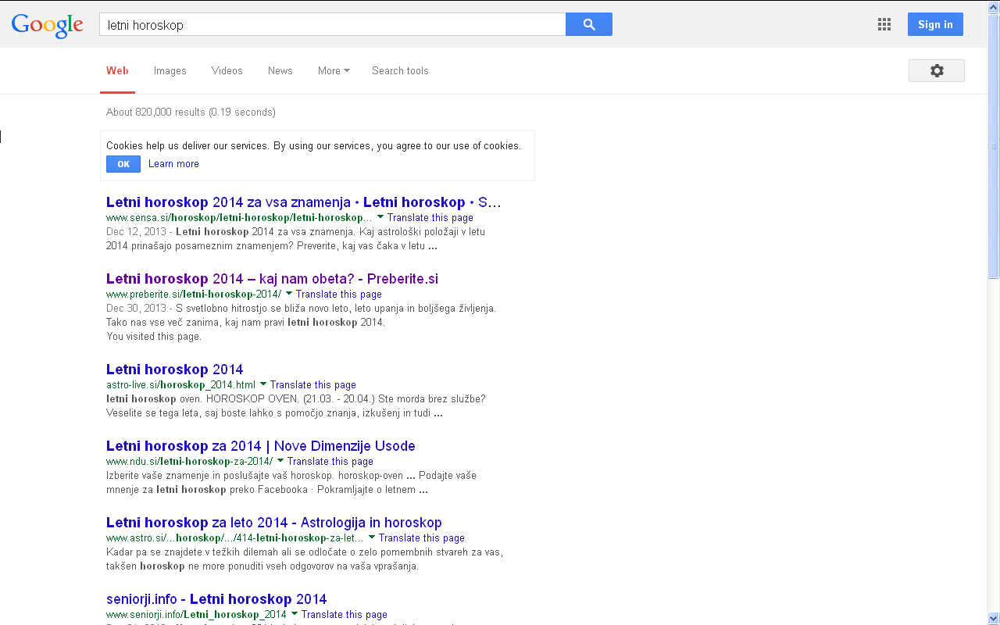 Google
letni horoskop
Sign in
Web Images Videos News More Search tools
About 820,000 results (0.19 seconds)
Cookies help us deliver our services. By using our services, you agree to our use of cookies.
OK Learn more
Letni horoskop 2014 za vsa znamenja • Letni horoskop • S...
www.sensa.si/horoskop/letni-horoskop/letni-horoskop... Translate this page
Dec 12, 2013 - Letni horoskop 2014 za vsa znamenja. Kaj astrološki položaji v letu
2014 prinašajo posameznim znamenjem? Preverite, kaj vas čaka v letu ...
Letni horoskop 2014 – kaj nam obeta? - Preberite.si
www.preberite.si/letni-horoskop-2014/ Translate this page
Dec 30, 2013 - S svetlobno hitrostjo se bliža novo leto, leto upanja in boljšega življenja.
Tako nas vse več zanima, kaj nam pravi letni horoskop 2014.
You visited this page.
Letni horoskop 2014
astro-live.si/horoskop_2014.html Translate this page
letni horoskop oven. HOROSKOP OVEN. (21.03. - 20.04.) Ste morda brez službe?
Veselite se tega leta, saj boste lahko s pomočjo znanja, izkušenj in tudi ...
Letni horoskop za 2014 | Nove Dimenzije Usode
www.ndu.si/letni-horoskop-za-2014/ Translate this page
Izberite vaše znamenje in poslušajte vaš horoskop. horoskop-oven ... Podajte vaše
mnenje za letni horoskop preko Facebooka · Pokramljajte o letnem ...
Letni horoskop za leto 2014 - Astrologija in horoskop
www.astro.si/...horoskop/.../414-letni-horoskop-za-let... Translate this page
Kadar pa se znajdete v težkih dilemah ali se odločate o zelo pomembnih stvareh za vas,
takšen horoskop ne more ponuditi vseh odgovorov na vaša vprašanja.
seniorji.info - Letni horoskop 2014
www.seniorji.info/Letni_horoskop_2014 Translate this page